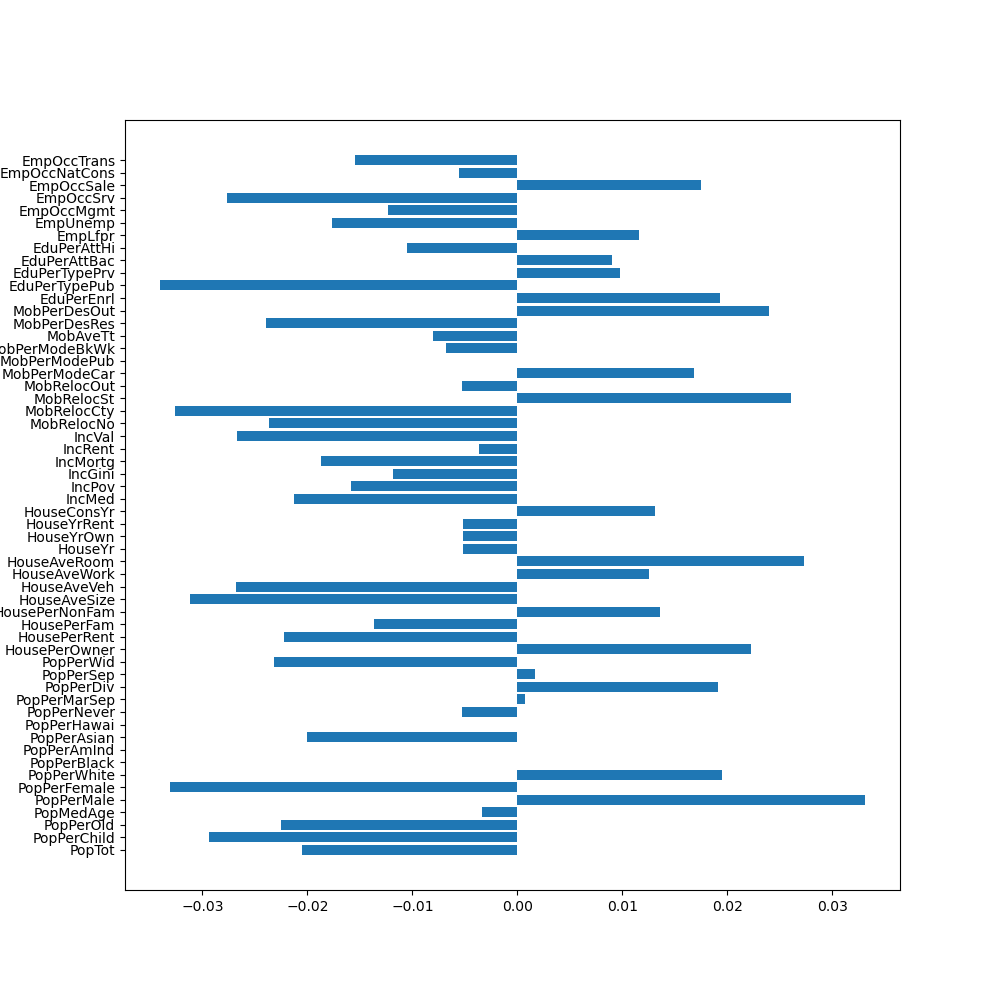 EmpOccTrans
EmpOccNatCons
EmpOccSale
EmpOccSrv
EmpOccMgmt
EmpUnemp
EmpLfpr
EduPerAttHi
EduPerAttBac
EduPerTypePrv
EduPerTypePub
EduPerEnrl
MobPerDesOut
MobPerDesRes
MobAveTt
obPerModeBkWk
MobPerModePub
MobPerModeCar
MobRelocOut
MobRelocSt
MobRelocCty
MobRelocNo
IncVal
IncRent
IncMortg
IncGini
IncPov
IncMed
HouseConsYr
HouseYrRent
HouseYrOwn
HouseYr
HouseAveRoom
HouseAveWork
HouseAveVeh
HouseAveSize
HousePerNonFam
HousePerFam
HousePerRent
HousePerOwner
PopPerWid
PopPerSep
PopPerDiv
PopPerMarSep
PopPerNever
PopPerHawai
PopPerAsian
PopPerAmInd
PopPerBlack
PopPerWhite
PopPerFemale
PopPerMale
PopMedAge
PopPerOld
PopPerChild
PopTot
−0.03 −0.02 −0.01 0.00 0.01 0.02 0.03